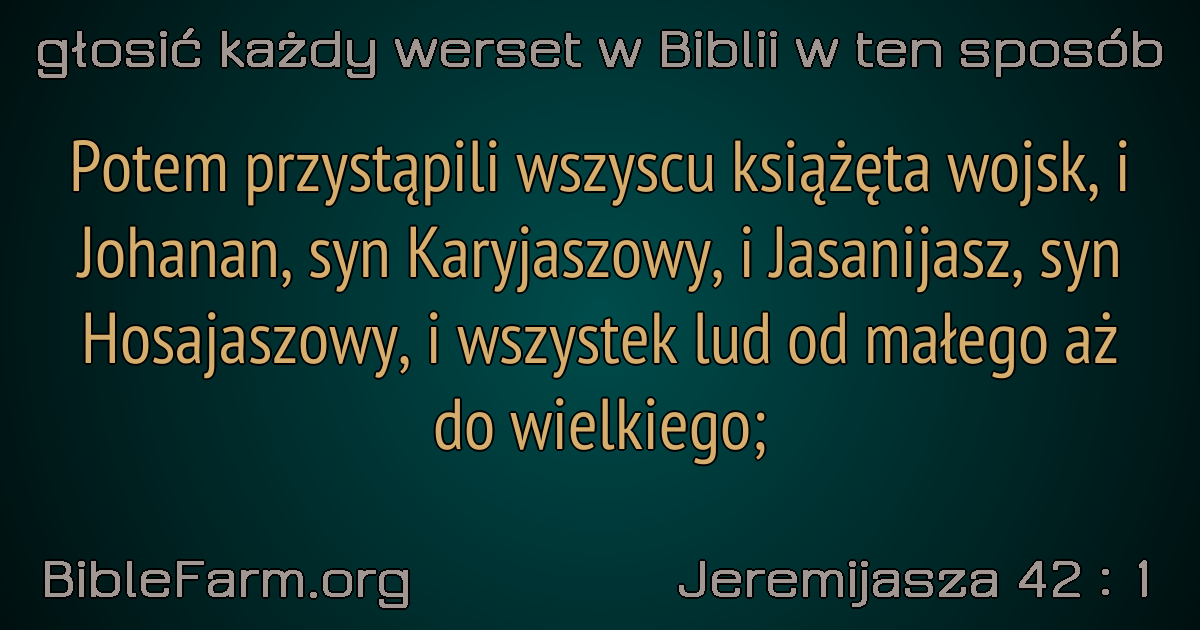 głosić każdy werset w Biblii w ten sposób
Potem przystąpili wszyscu książęta wojsk, i
Johanan, syn Karyjaszowy, i Jasanijasz, syn
Hosajaszowy, i wszystek lud od małego aż
do wielkiego;
BibleFarm.org
Jeremijasza 42 : 1